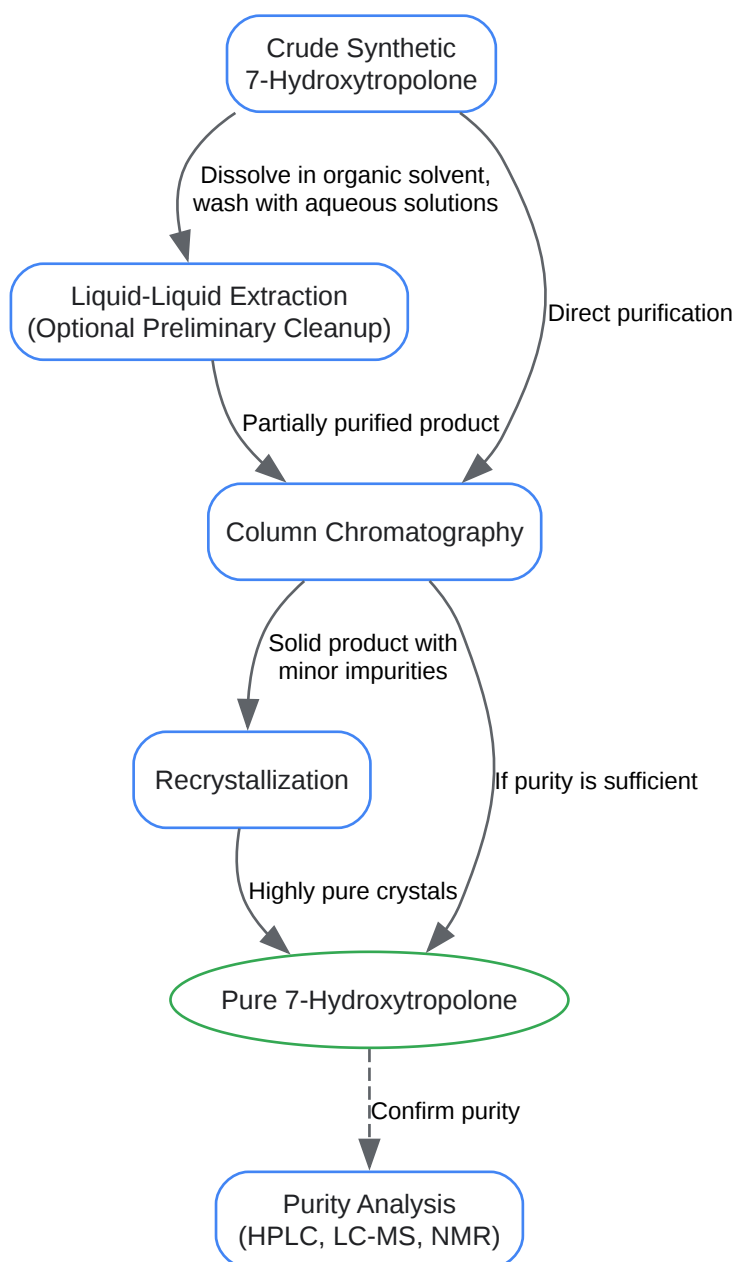 Crude Synthetic
7-Hydroxytropolone
Dissolve in organic solvent,
wash with aqueous solutions
Liquid-Liquid Extraction
(Optional Preliminary Cleanup)
Direct purification
Partially purified product
Column Chromatography
Solid product with
minor impurities
Recrystallization
If purity is sufficient
Highly pure crystals
Pure 7-Hydroxytropolone
Confirm purity
Purity Analysis
(HPLC, LC-MS, NMR)